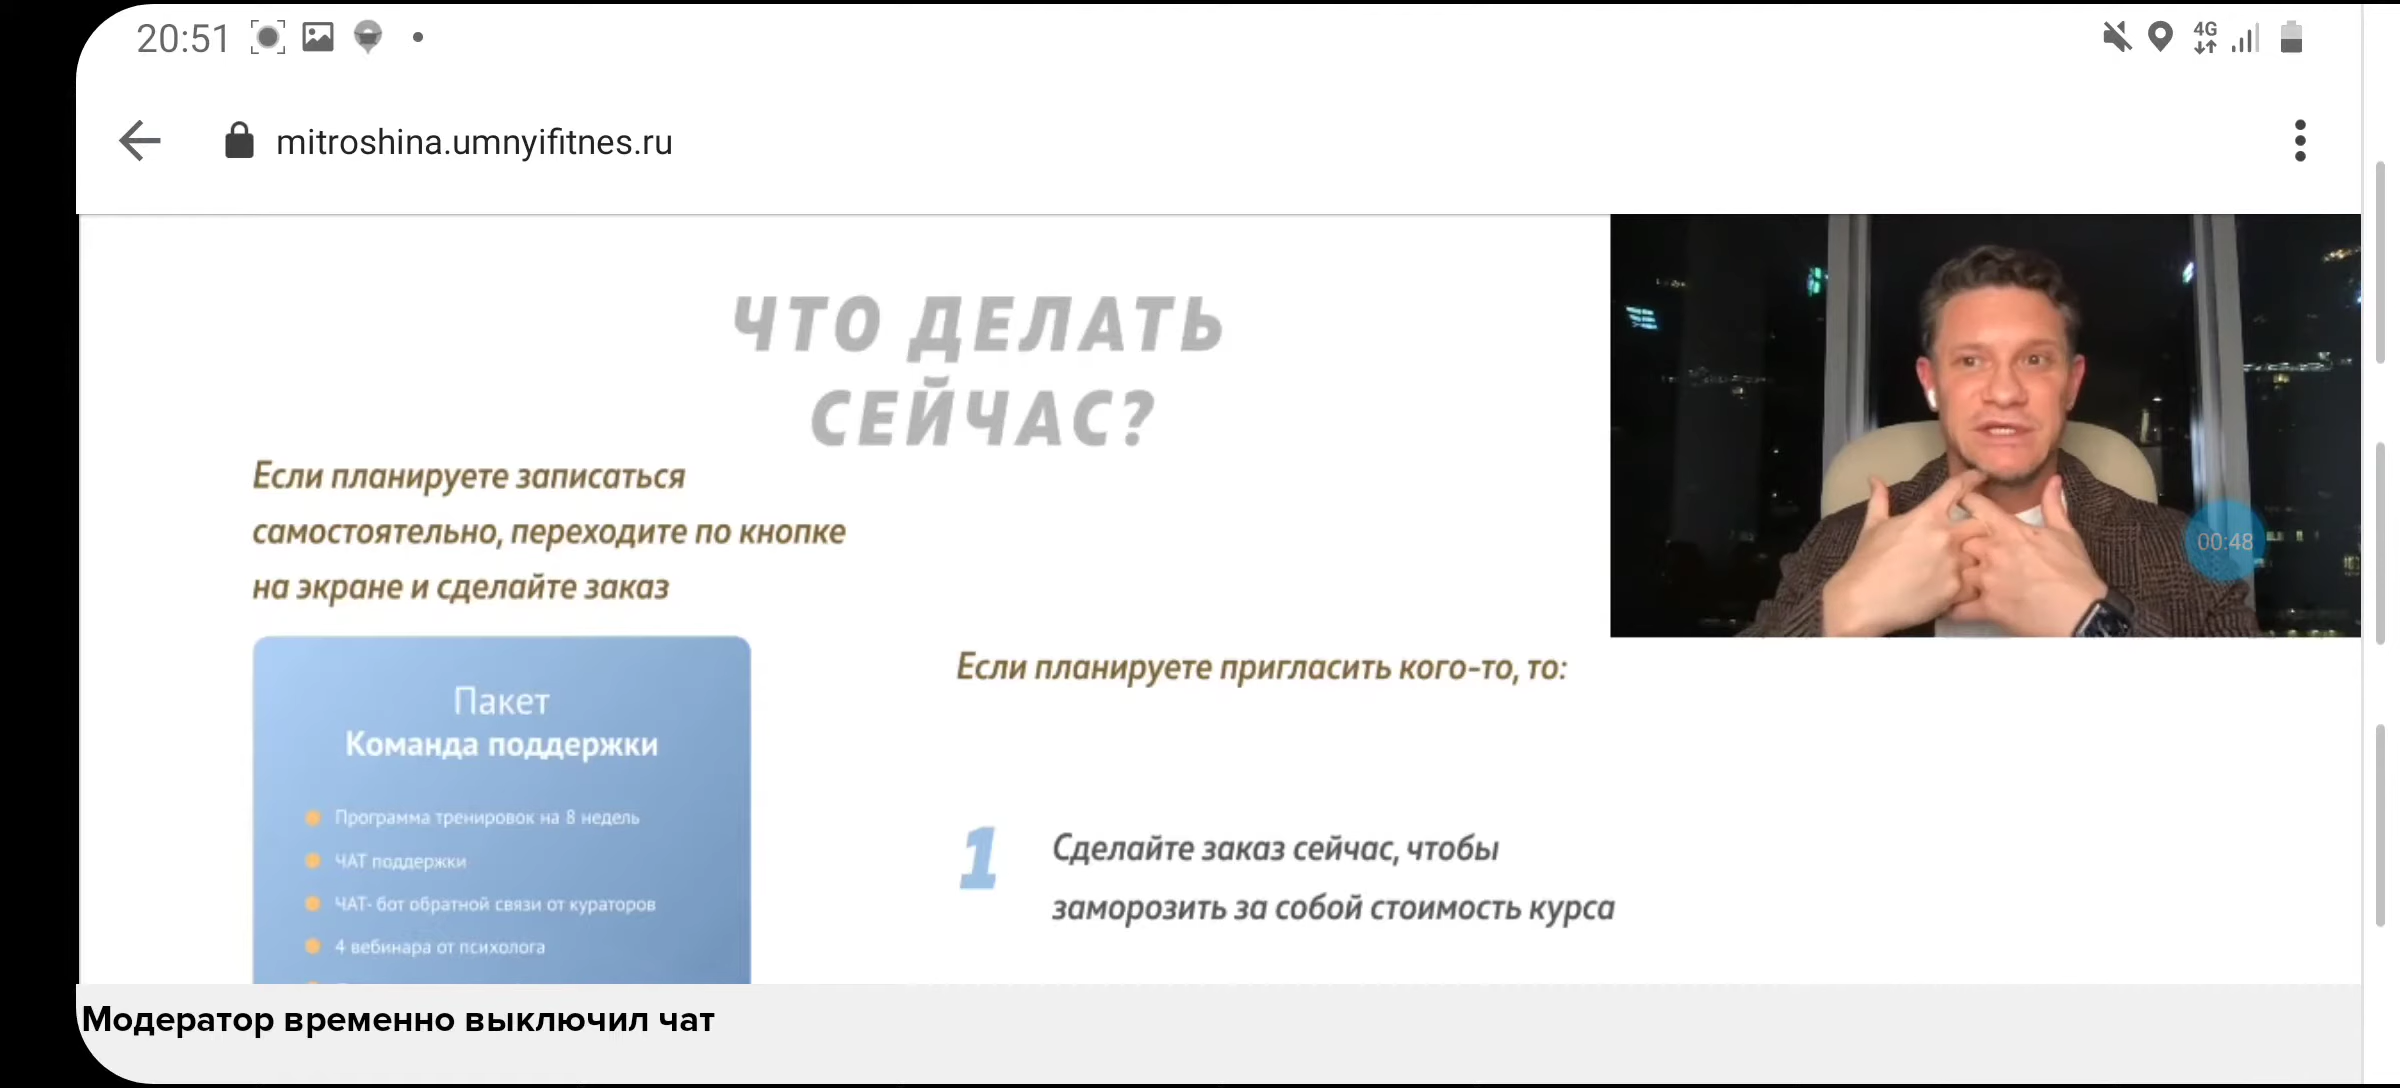 20:51
4G
mitroshina.umnyifitnes.ru
ЧТО ДЕЛАТЬ
СЕЙЧАС?
Если планируете записаться
самостоятельно, переходите по кнопке
на экране и сделайте заказ
00:48
Пакет
Команда поддержки
Программа тренировок на 8 недель
ЧАТ поддержки
ЧАТ- бот обратной связи от кураторов
4 вебинара от психолога
Если планируете пригласить кого-то, то:
1
Сделайте заказ сейчас, чтобы
заморозить за собой стоимость курса
Модератор временно выключил чат